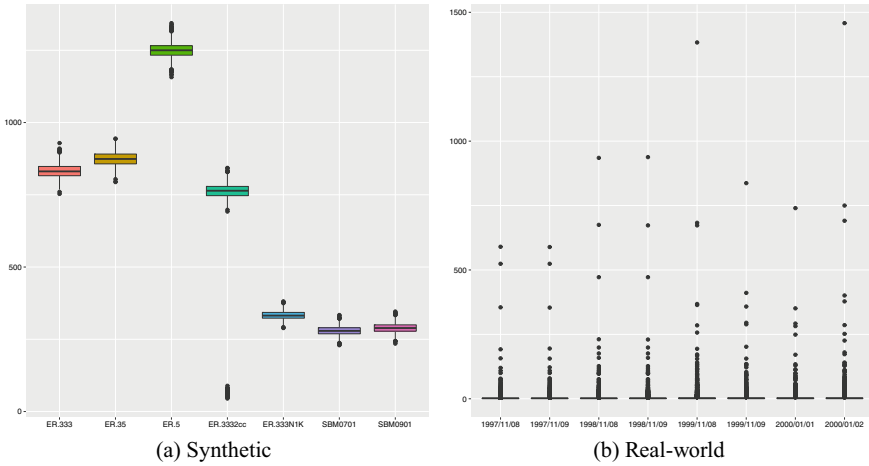 1000
500
0
ER.333
ER.35
ER.5
ER.3332cc
ER.333N1K
SBM0701
SBM0901
(a) Synthetic
1500
1000
500
0
1997/11/08
1997/11/09
1998/11/08
1998/11/09
1999/11/08
1999/11/09
2000/01/01
2000/01/02
(b) Real-world